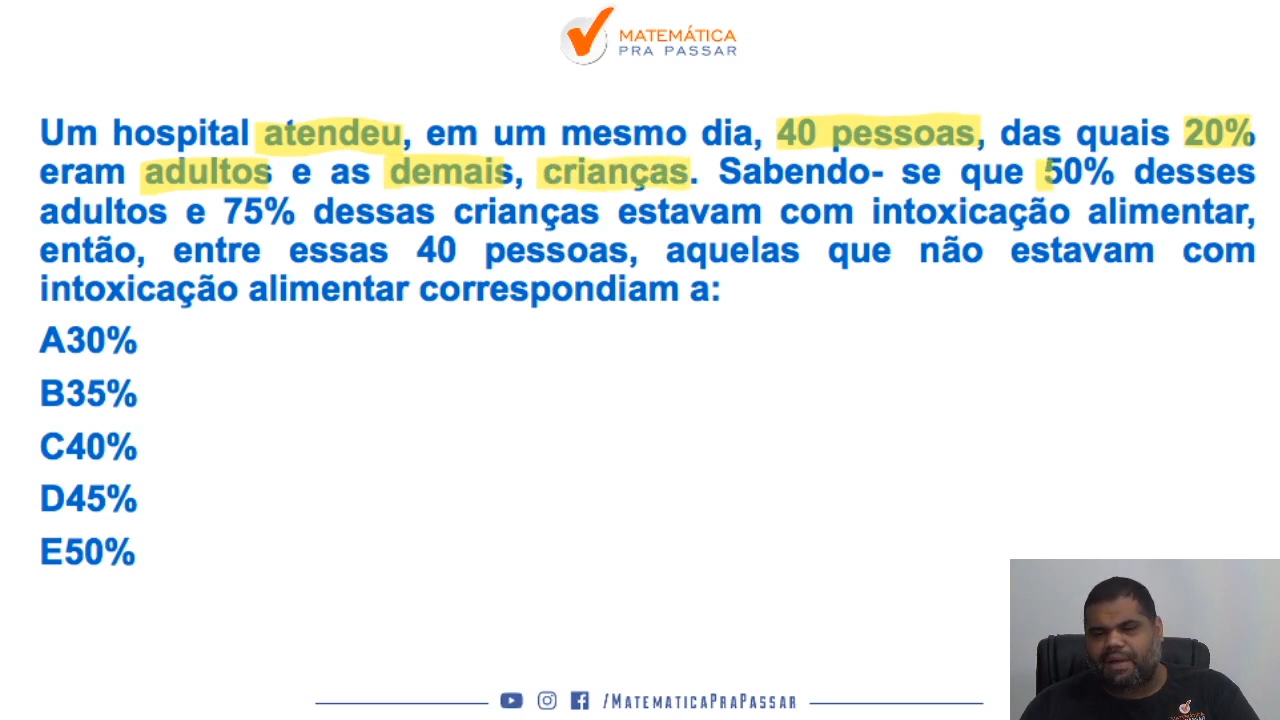 MATEMÁTICA
PRA PASSAR
Um hospital atendeu, em um mesmo dia, 40 pessoas, das quais 20%
eram adultos e as demais, crianças. Sabendo- se que 50% desses
adultos e 75% dessas crianças estavam com intoxicação alimentar,
então, entre essas 40 pessoas, aquelas que não estavam com
intoxicação alimentar correspondiam a:
A30%
B35%
C40%
D45%
E50%
/MATEMATICAPRAPASSAR